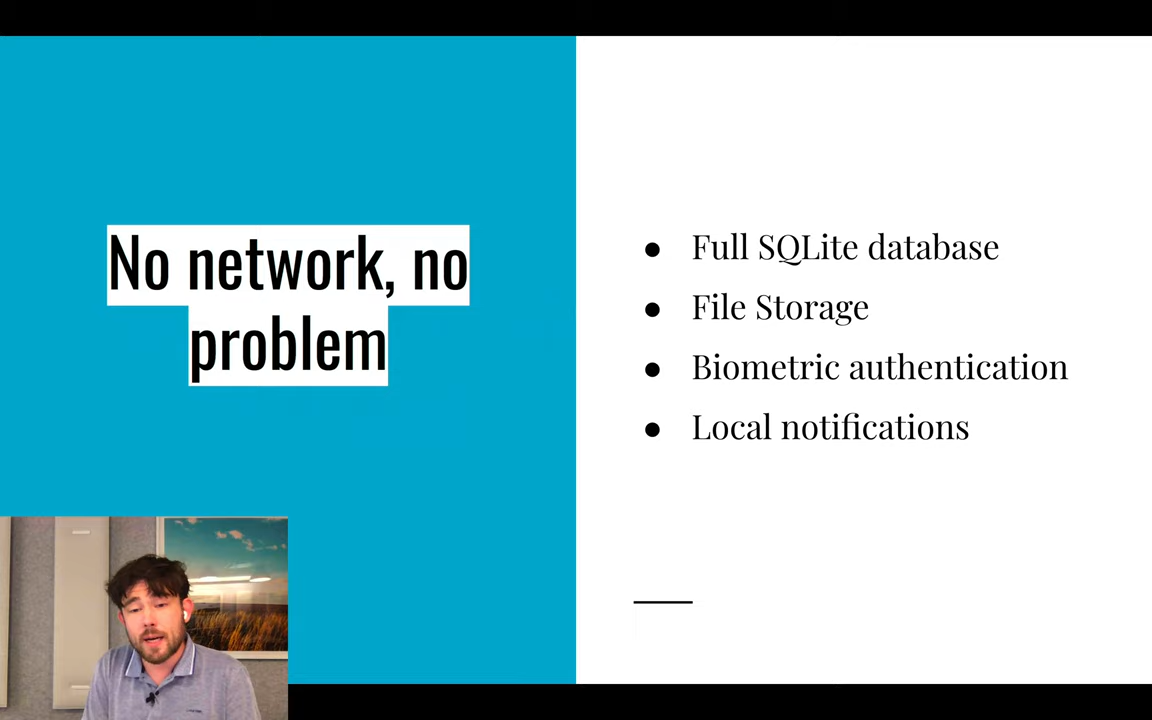 No network, no
problem
● Full SQLite database
● File Storage
● Biometric authentication
● Local notifications